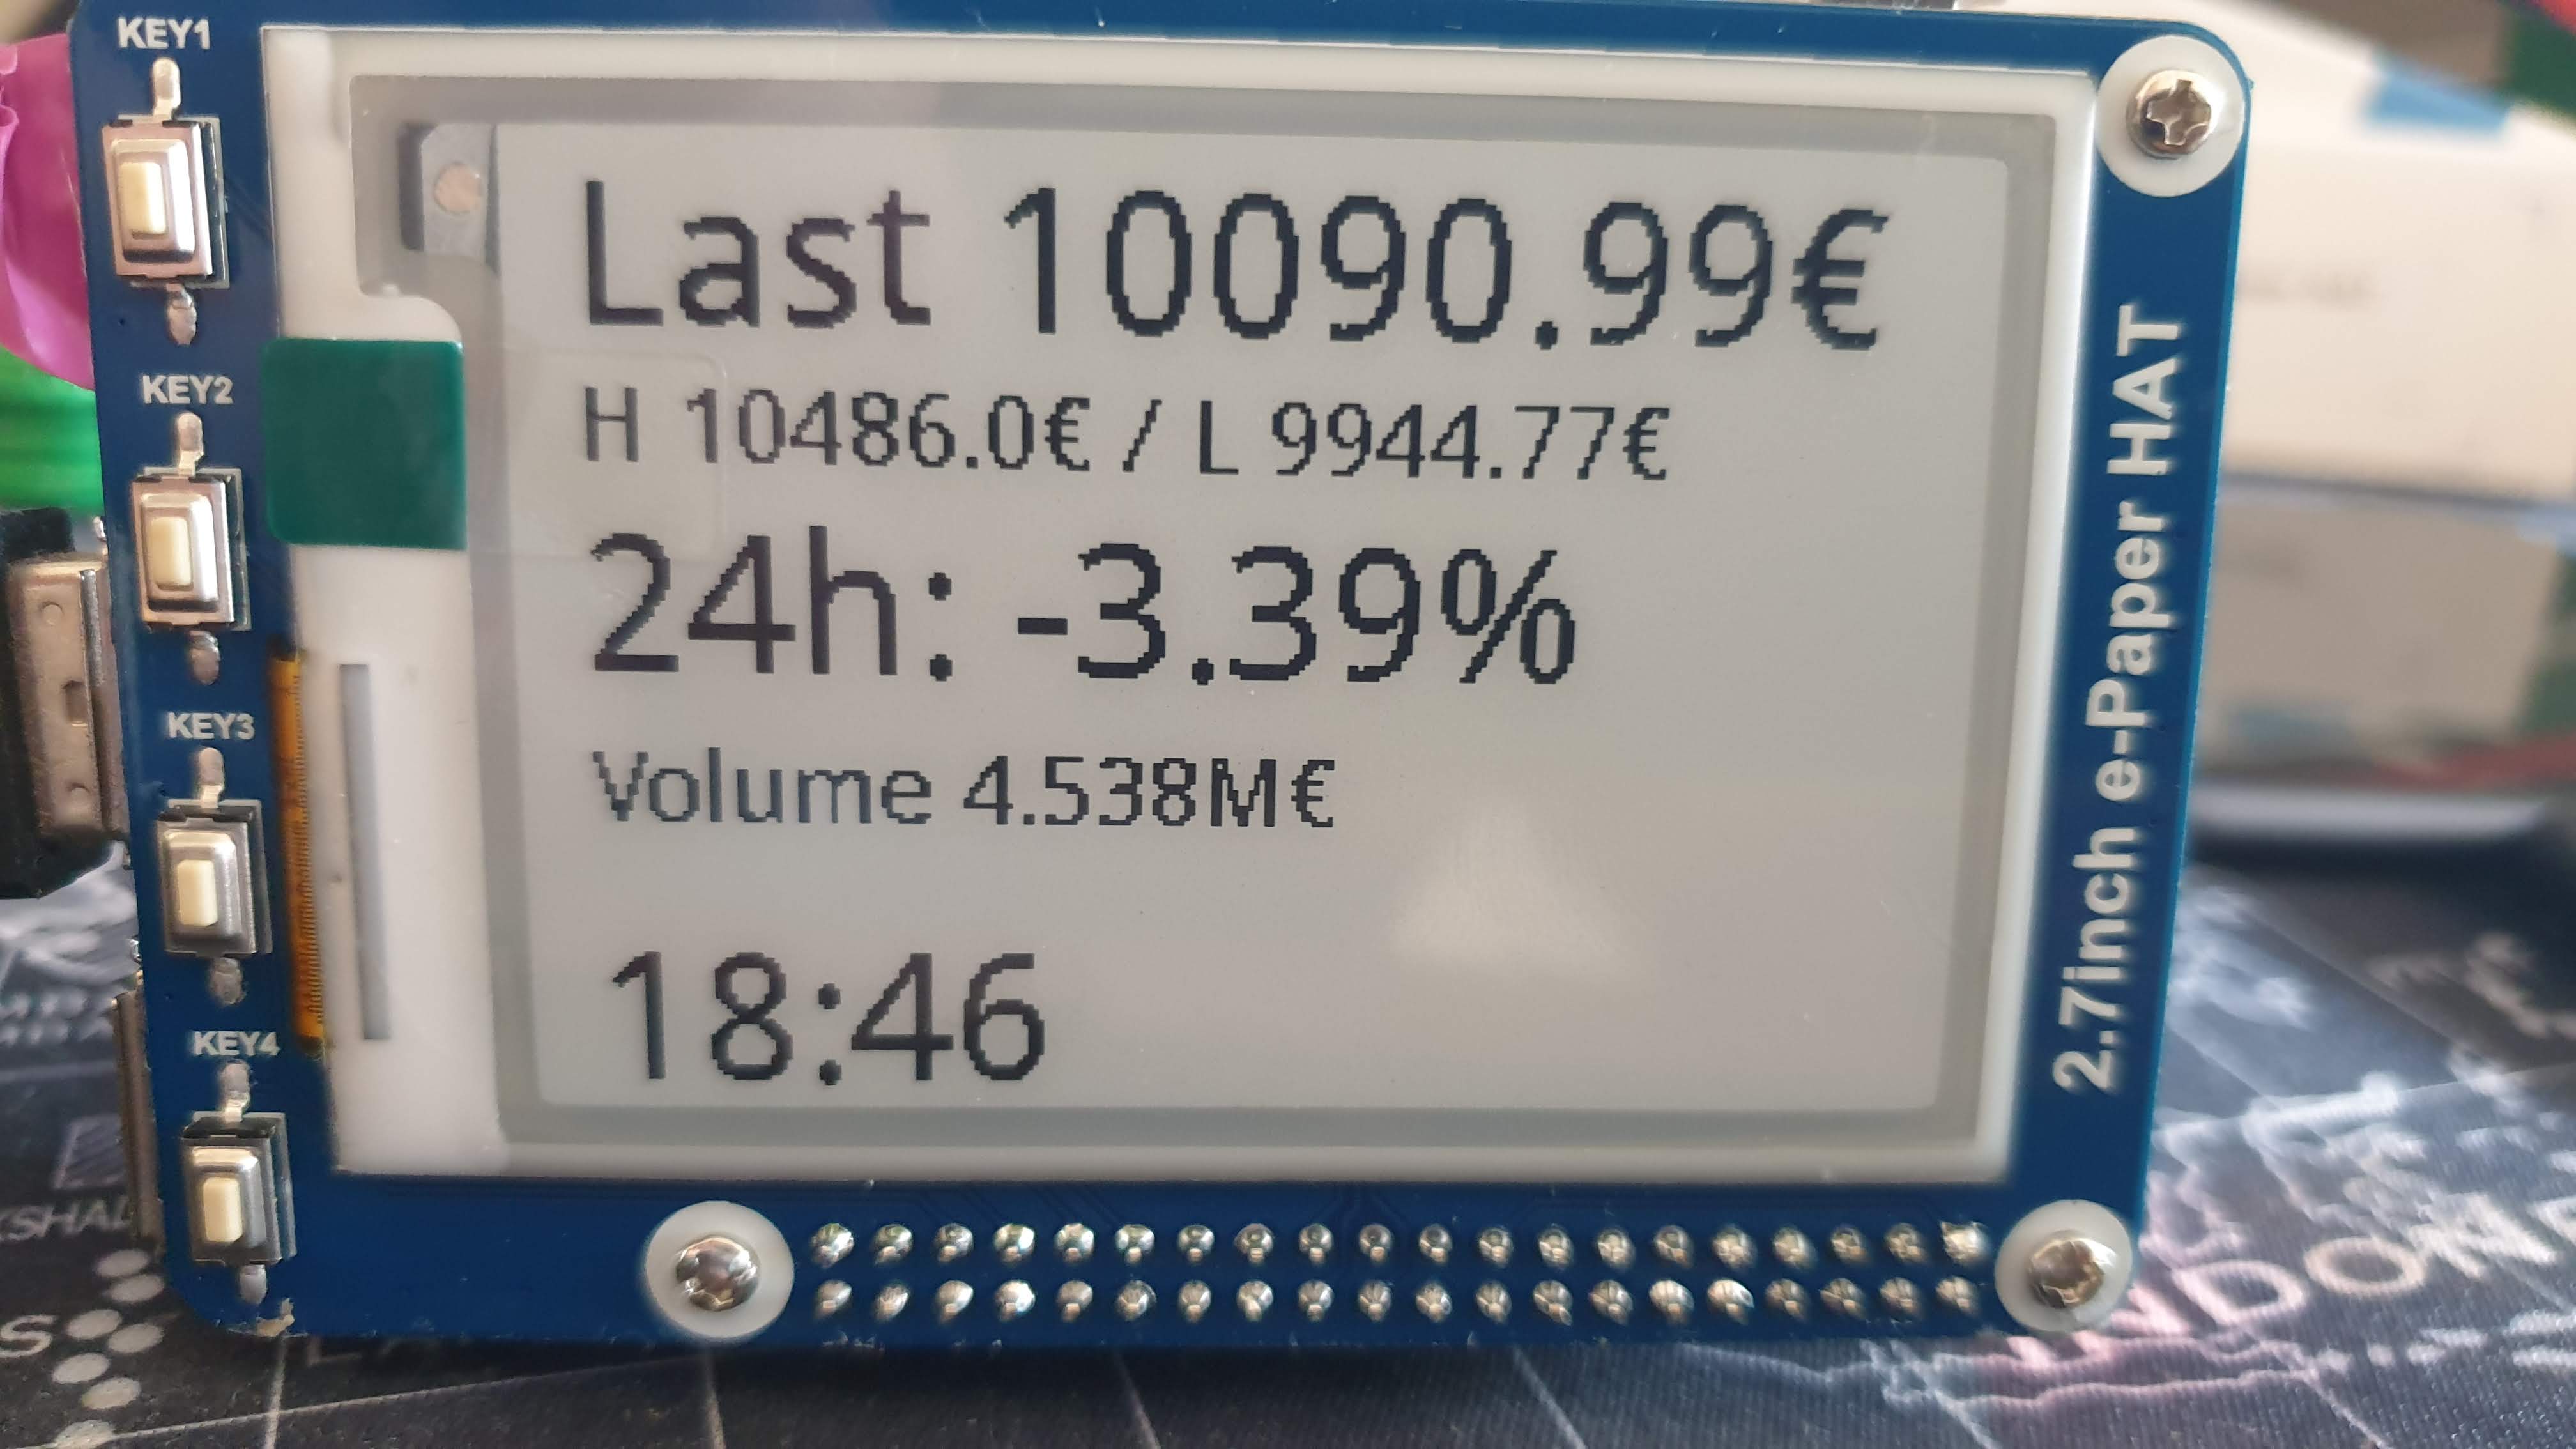 KEY1
KEY2
KEY3
KEY4
Last 10090.99€
H 10486.0€ / L 9944.77€
24h: -3.39%
Volume 4.538M€
18:46
2.7inch e-Paper HAT